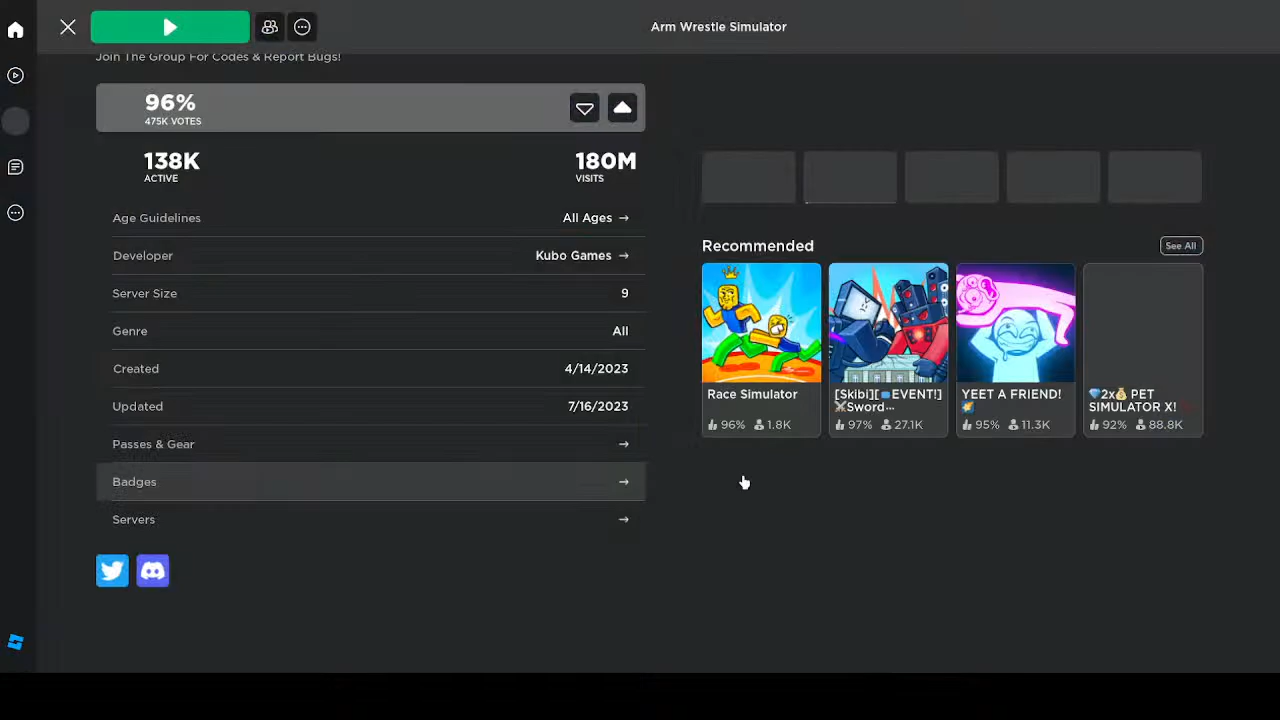 Arm Wrestle Simulator
Join The Group For Codes & Report Bugs!
96%
475K VOTES
138K
ACTIVE
180M
VISITS
Age Guidelines All Ages →
Developer Kubo Games →
Server Size 9
Genre All
Created 4/14/2023
Updated 7/16/2023
Passes & Gear →
Badges →
Servers →
Recommended
See All
Race Simulator
96% 1.8K
[Skibi][📼EVENT!]
⚔️Sword...
97% 27.1K
YEET A FRIEND!
95% 11.3K
💎2x💰 PET
SIMULATOR X!
92% 88.8K